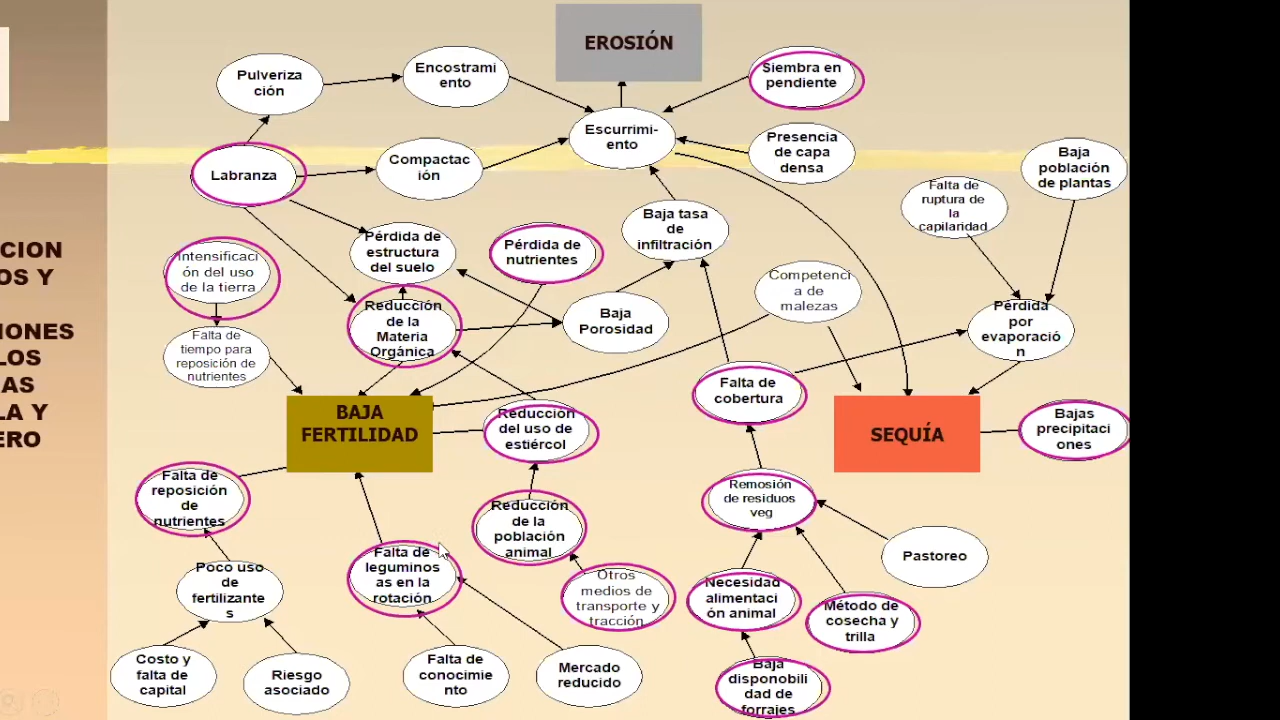 CION
OS Y
IONES
LOS
AS
LA Y
ERO
EROSIÓN
Pulveriza
ción
Encostrami
ento
Siembra en
pendiente
Escurrimi-
ento
Presencia
de capa
densa
Labranza
Compactac
ión
Baja
población
de plantas
Falta de
ruptura de
la
capilaridad
Baja tasa
de
infiltración
Pérdida de
estructura
del suelo
Pérdida de
nutrientes
Intensificaci
ón del uso
de la tierra
Competenci
a de
malezas
Reducción
de la
Materia
Orgánica
Baja
Porosidad
Pérdida
por
evaporació
n
Falta de
tiempo para
reposición de
nutrientes
Falta de
cobertura
BAJA
FERTILIDAD
Reducción
del uso de
estiércol
SEQUÍA
Bajas
precipitaci
ones
Falta de
reposición
de
nutrientes
Remosión
de residuos
veg
Reducción
de la
población
animal
Pastoreo
Falta de
leguminos
as en la
rotación
Poco uso
de
fertilizante
s
Otros
medios de
transporte y
tracción
Necesidad
alimentaci
ón animal
Método de
cosecha y
trilla
Costo y
falta de
capital
Riesgo
asociado
Falta de
conocimie
nto
Mercado
reducido
Baja
disponobili
dad de
forrajes